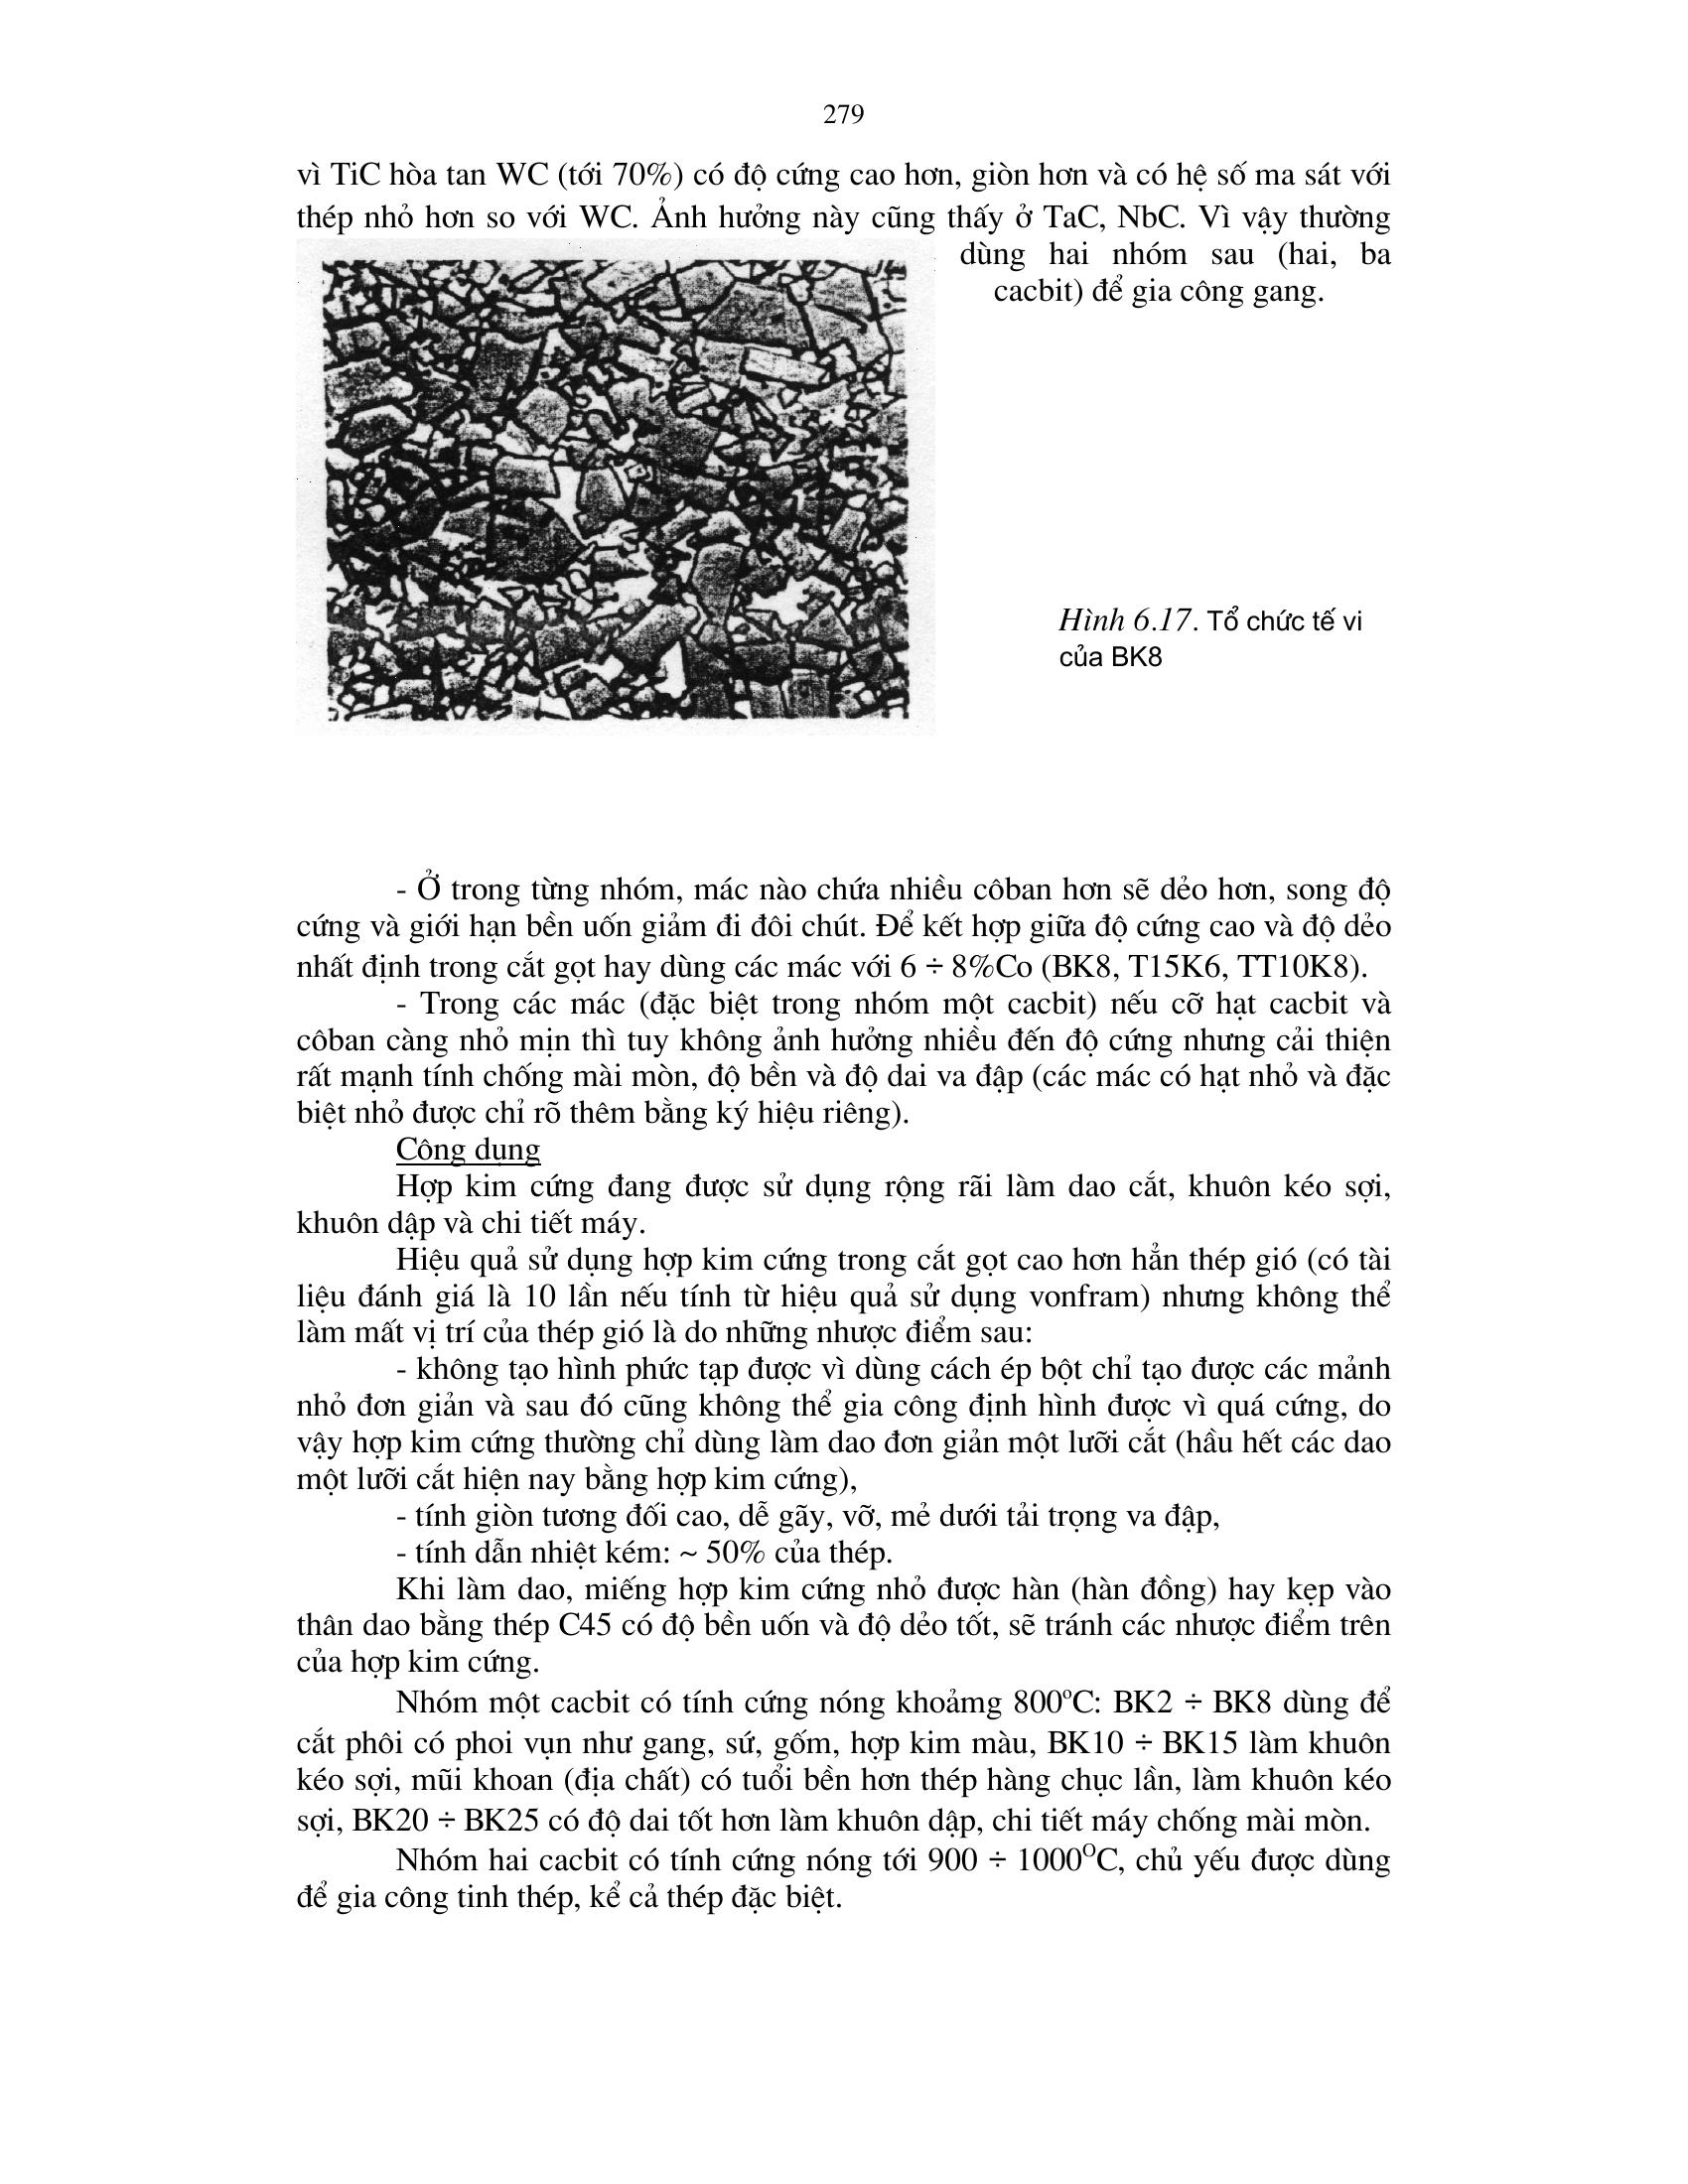 279
vì TiC hòa tan WC (tới 70%) có độ cứng cao hơn, giòn hơn và có hệ số ma sát với
thép nhỏ hơn so với WC. Ảnh hưởng này cũng thấy ở TaC, NbC. Vì vậy thường
dùng hai nhóm sau (hai, ba
cacbit) để gia công gang.
Hình 6.17. Tổ chức tế vi
của BK8
- Ở trong từng nhóm, mác nào chứa nhiều côban hơn sẽ dẻo hơn, song độ
cứng và giới hạn bền uốn giảm đi đôi chút. Để kết hợp giữa độ cứng cao và độ dẻo
nhất định trong cắt gọt hay dùng các mác với 6 ÷ 8%Co (BK8, T15K6, TT10K8).
- Trong các mác (đặc biệt trong nhóm một cacbit) nếu cỡ hạt cacbit và
côban càng nhỏ mịn thì tuy không ảnh hưởng nhiều đến độ cứng nhưng cải thiện
rất mạnh tính chống mài mòn, độ bền và độ dai va đập (các mác có hạt nhỏ và đặc
biệt nhỏ được chỉ rõ thêm bằng ký hiệu riêng).
Công dụng
Hợp kim cứng đang được sử dụng rộng rãi làm dao cắt, khuôn kéo sợi,
khuôn dập và chi tiết máy.
Hiệu quả sử dụng hợp kim cứng trong cắt gọt cao hơn hẳn thép gió (có tài
liệu đánh giá là 10 lần nếu tính từ hiệu quả sử dụng vonfram) nhưng không thể
làm mất vị trí của thép gió là do những nhược điểm sau:
- không tạo hình phức tạp được vì dùng cách ép bột chỉ tạo được các mảnh
nhỏ đơn giản và sau đó cũng không thể gia công định hình được vì quá cứng, do
vậy hợp kim cứng thường chỉ dùng làm dao đơn giản một lưỡi cắt (hầu hết các dao
một lưỡi cắt hiện nay bằng hợp kim cứng),
- tính giòn tương đối cao, dễ gãy, vỡ, mẻ dưới tải trọng va đập,
- tính dẫn nhiệt kém: ~ 50% của thép.
Khi làm dao, miếng hợp kim cứng nhỏ được hàn (hàn đồng) hay kẹp vào
thân dao bằng thép C45 có độ bền uốn và độ dẻo tốt, sẽ tránh các nhược điểm trên
của hợp kim cứng.
Nhóm một cacbit có tính cứng nóng khoảmg 800ºC: BK2 ÷ BK8 dùng để
cắt phôi có phoi vụn như gang, sứ, gốm, hợp kim màu, BK10 ÷ BK15 làm khuôn
kéo sợi, mũi khoan (địa chất) có tuổi bền hơn thép hàng chục lần, làm khuôn kéo
sợi, BK20 ÷ BK25 có độ dai tốt hơn làm khuôn dập, chi tiết máy chống mài mòn.
Nhóm hai cacbit có tính cứng nóng tới 900 ÷ 1000ᴼC, chủ yếu được dùng
để gia công tinh thép, kể cả thép đặc biệt.